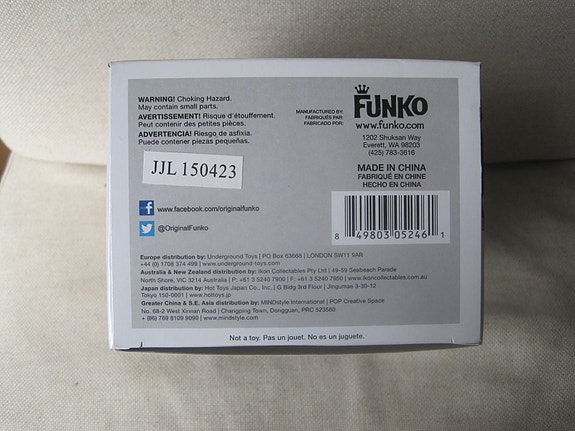 WARNING! Choking Hazard.
May contain small parts.
AVERTISSEMENT! Risque d'étouffement.
Peut contenir des petites pièces.
ADVERTENCIA! Riesgo de asfixia.
Puede contener piezas pequeñas.
JJL 150423
www.facebook.com/originalfunko
@OriginalFunko
MANUFACTURED BY:
FABRIQUÉS PAR:
FABRICADO POR:
FUNKO
www.funko.com
1202 Shuksan Way
Everett, WA 98203
(425) 783-3616
MADE IN CHINA
FABRIQUÉ EN CHINE
HECHO EN CHINA
8 49803 05246 1
Europe distribution by: Underground Toys | PO Box 63668 | LONDON SW11 9AR
+44 (0) 1708 374 499 | www.underground-toys.com
Australia & New Zealand distribution by: Ikon Collectables Pty Ltd | 49-59 Seabeach Parade
North Shore, VIC 3214 Australia | P: +61 3 5240 7900 | F: +61 3 5240 7950 | www.ikoncollectables.com.au
Japan distribution by: Hot Toys Japan Co., Inc. | G Bldg 3rd Floor | Jingumae 3-30-12
Tokyo 150-0001 | www.hottoys.jp
Greater China & S.E. Asia distribution by: MINDstyle International | POP Creative Space
No. 68-2 West Xinnan Road | Changping Town, Dongguan, PRC 523560
+ (86) 769 8109 9096 | www.mindstyle.com
Not a toy. Pas un jouet. No es un juguete.